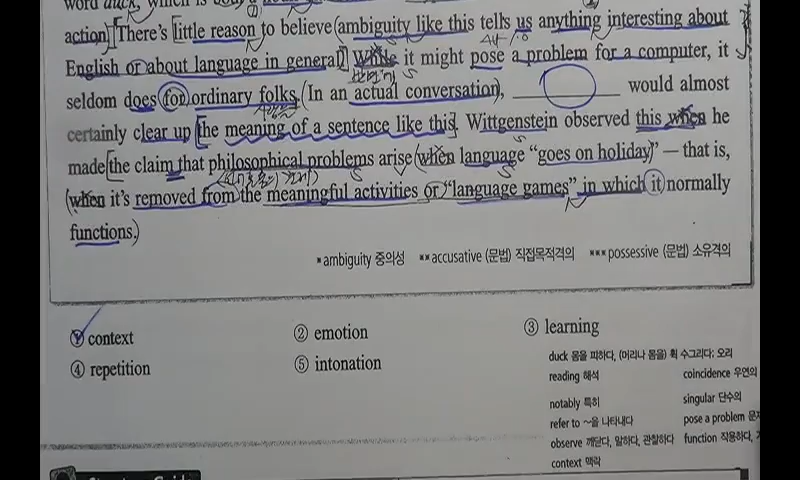 word duck, which is
action. There's little reason to believe ambiguity like this tells us anything interesting about
English or about language in general. While it might pose a problem for a computer, it
seldom does for ordinary folks. In an actual conversation, ________ would almost
certainly clear up the meaning of a sentence like this. Wittgenstein observed this when he
made the claim that philosophical problems arise when language “goes on holiday” — that is,
when it's removed from the meaningful activities or “language games” in which it normally
functions.
*ambiguity 중의성 **accusative (문법) 직접목적격의 ***possessive (문법) 소유격의
① context ② emotion ③ learning
④ repetition ⑤ intonation
duck 몸을 피하다, (머리나 몸을) 휙 수그리다; 오리
reading 해석 coincidence 우연의
notably 특히 singular 단수의
refer to ~을 나타내다 pose a problem
observe 깨닫다, 말하다, 관찰하다 function 작용하다,
context 맥락